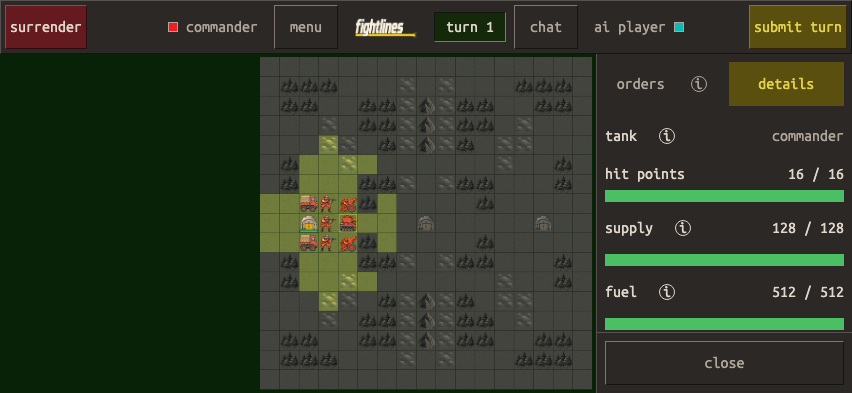 surrender
commander
menu
fightlines
turn 1
chat
ai player
submit turn
orders
details
tank
commander
hit points 16 / 16
supply 128 / 128
fuel 512 / 512
close